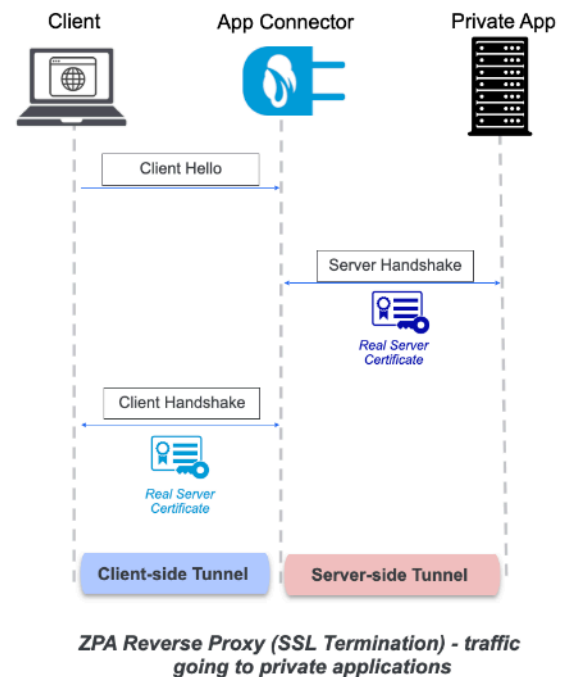 Client
App Connector
Private App
Client Hello
Server Handshake
Real Server
Certificate
Client Handshake
Real Server
Certificate
Client-side Tunnel
Server-side Tunnel
ZPA Reverse Proxy (SSL Termination) - traffic
going to private applications